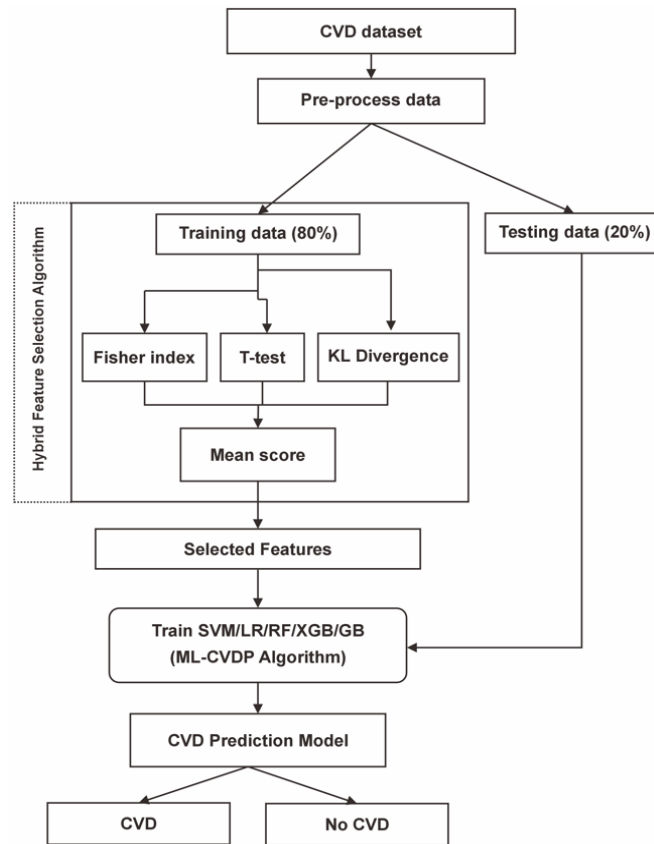 CVD dataset
Pre-process data
Training data (80%)
Testing data (20%)
Hybrid Feature Selection Algorithm
Fisher index
T-test
KL Divergence
Mean score
Selected Features
Train SVM/LR/RF/XGB/GB
(ML-CVDP Algorithm)
CVD Prediction Model
CVD
No CVD